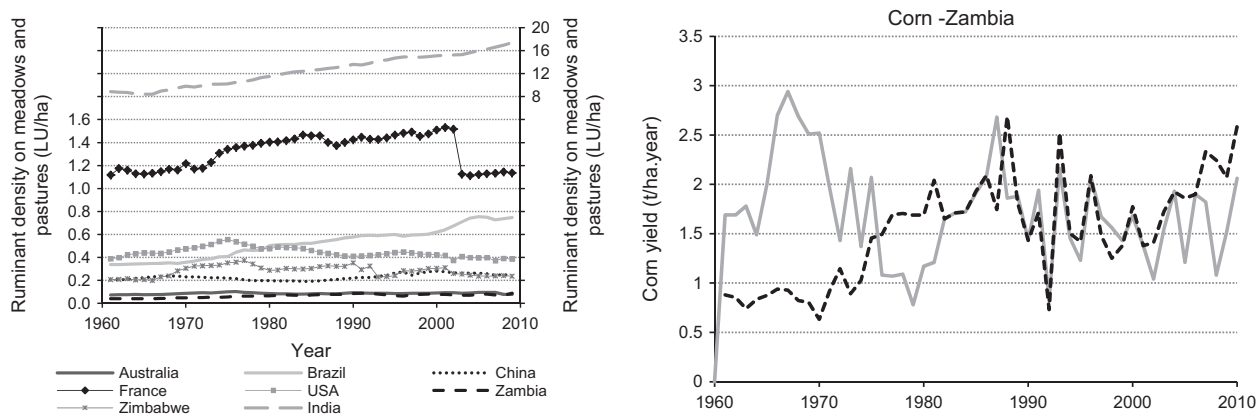 Ruminant density on meadows and
pastures (LU/ha)
1.6
1.4
1.2
1.0
0.8
0.6
0.4
0.2
0.0
20
16
12
8
Ruminant density on meadows and
pastures (LU/ha)
1960 1970 1980 1990 2000 2010
Year
Australia Brazil China
France USA Zambia
Zimbabwe India
Corn -Zambia
Corn yield (t/ha.year)
3.5
3
2.5
2
1.5
1
0.5
0
1960 1970 1980 1990 2000 2010